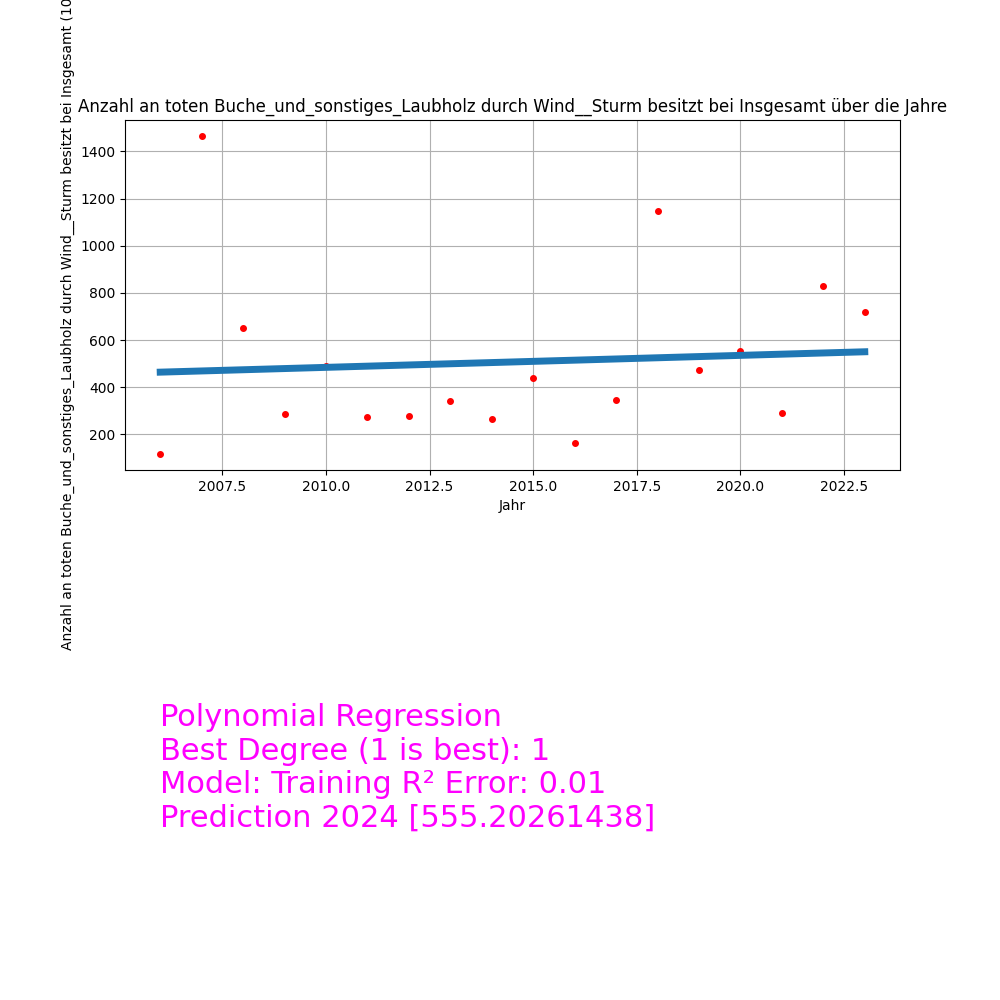 Anzahl an toten Buche_und_sonstiges_Laubholz durch Wind__Sturm besitzt bei Insgesamt über die Jahre
Anzahl an toten Buche_und_sonstiges_Laubholz durch Wind__Sturm besitzt bei Insgesamt (10
1400
1200
1000
800
600
400
200
2007.5 2010.0 2012.5 2015.0 2017.5 2020.0 2022.5
Jahr
Polynomial Regression
Best Degree (1 is best): 1
Model: Training R² Error: 0.01
Prediction 2024 [555.20261438]